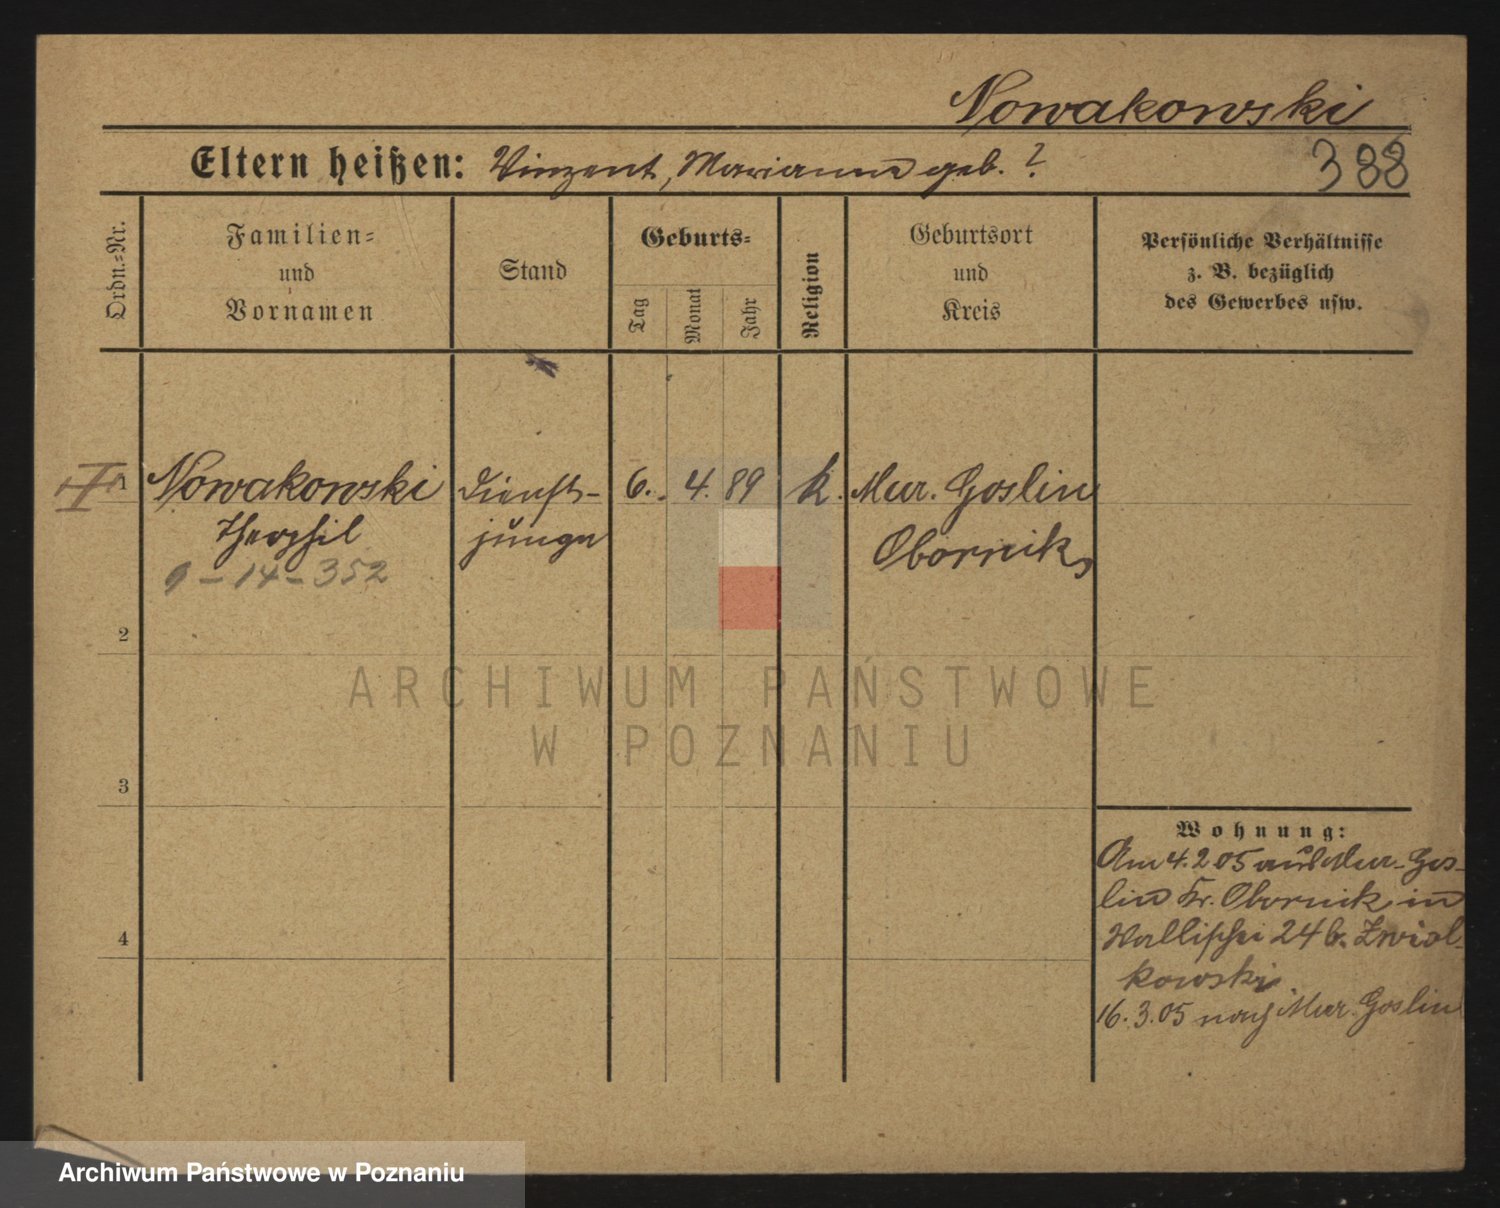 Nowakowski
Eltern heißen: Vinzent, Marianna geb. ?
388
Ordn.-Nr.
Familien-
und
Vornamen
Stand
Geburts-
Tag
Monat
Jahr
Religion
Geburtsort
und
Kreis
Persönliche Verhältnisse
z. B. bezüglich
des Gewerbes usw.
1 Nowakowski Dienst- 6. 4. 89 k. Mur. Goslin
Theophil junge Obornik
9-14-352
2
ARCHIWUM PAŃSTWOWE
W POZNANIU
3
Wohnung:
Am 4.2 05 aus Mur. Gos-
lin Kr. Obornik in
Wallischei 24 b. Zwiol-
kowski
16.3.05 nach Mur. Goslin
4
Archiwum Państwowe w Poznaniu